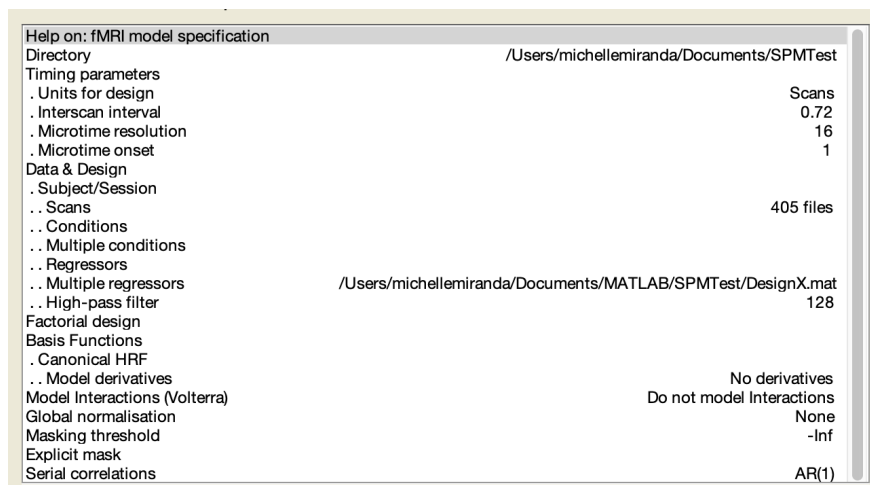 Help on: fMRI model specification
Directory /Users/michellemiranda/Documents/SPMTest
Timing parameters
. Units for design Scans
. Interscan interval 0.72
. Microtime resolution 16
. Microtime onset 1
Data & Design
. Subject/Session
. . Scans 405 files
. . Conditions
. . Multiple conditions
. . Regressors
. . Multiple regressors /Users/michellemiranda/Documents/MATLAB/SPMTest/DesignX.mat
. . High-pass filter 128
Factorial design
Basis Functions
. Canonical HRF
. . Model derivatives No derivatives
Model Interactions (Volterra) Do not model Interactions
Global normalisation None
Masking threshold -Inf
Explicit mask
Serial correlations AR(1)